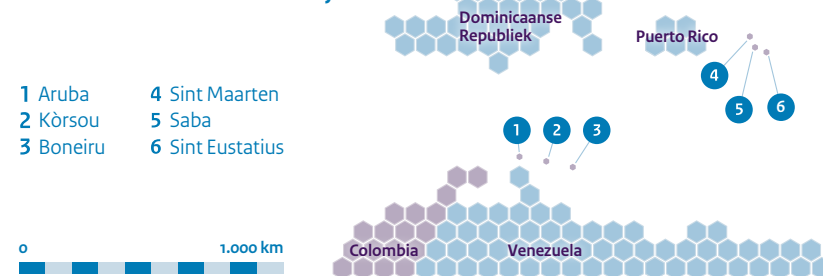 Dominicaanse
Republiek
Puerto Rico
4
5
6
1 Aruba
2 Kòrsou
3 Boneiru
4 Sint Maarten
5 Saba
6 Sint Eustatius
1
2
3
0
1.000 km
Colombia
Venezuela